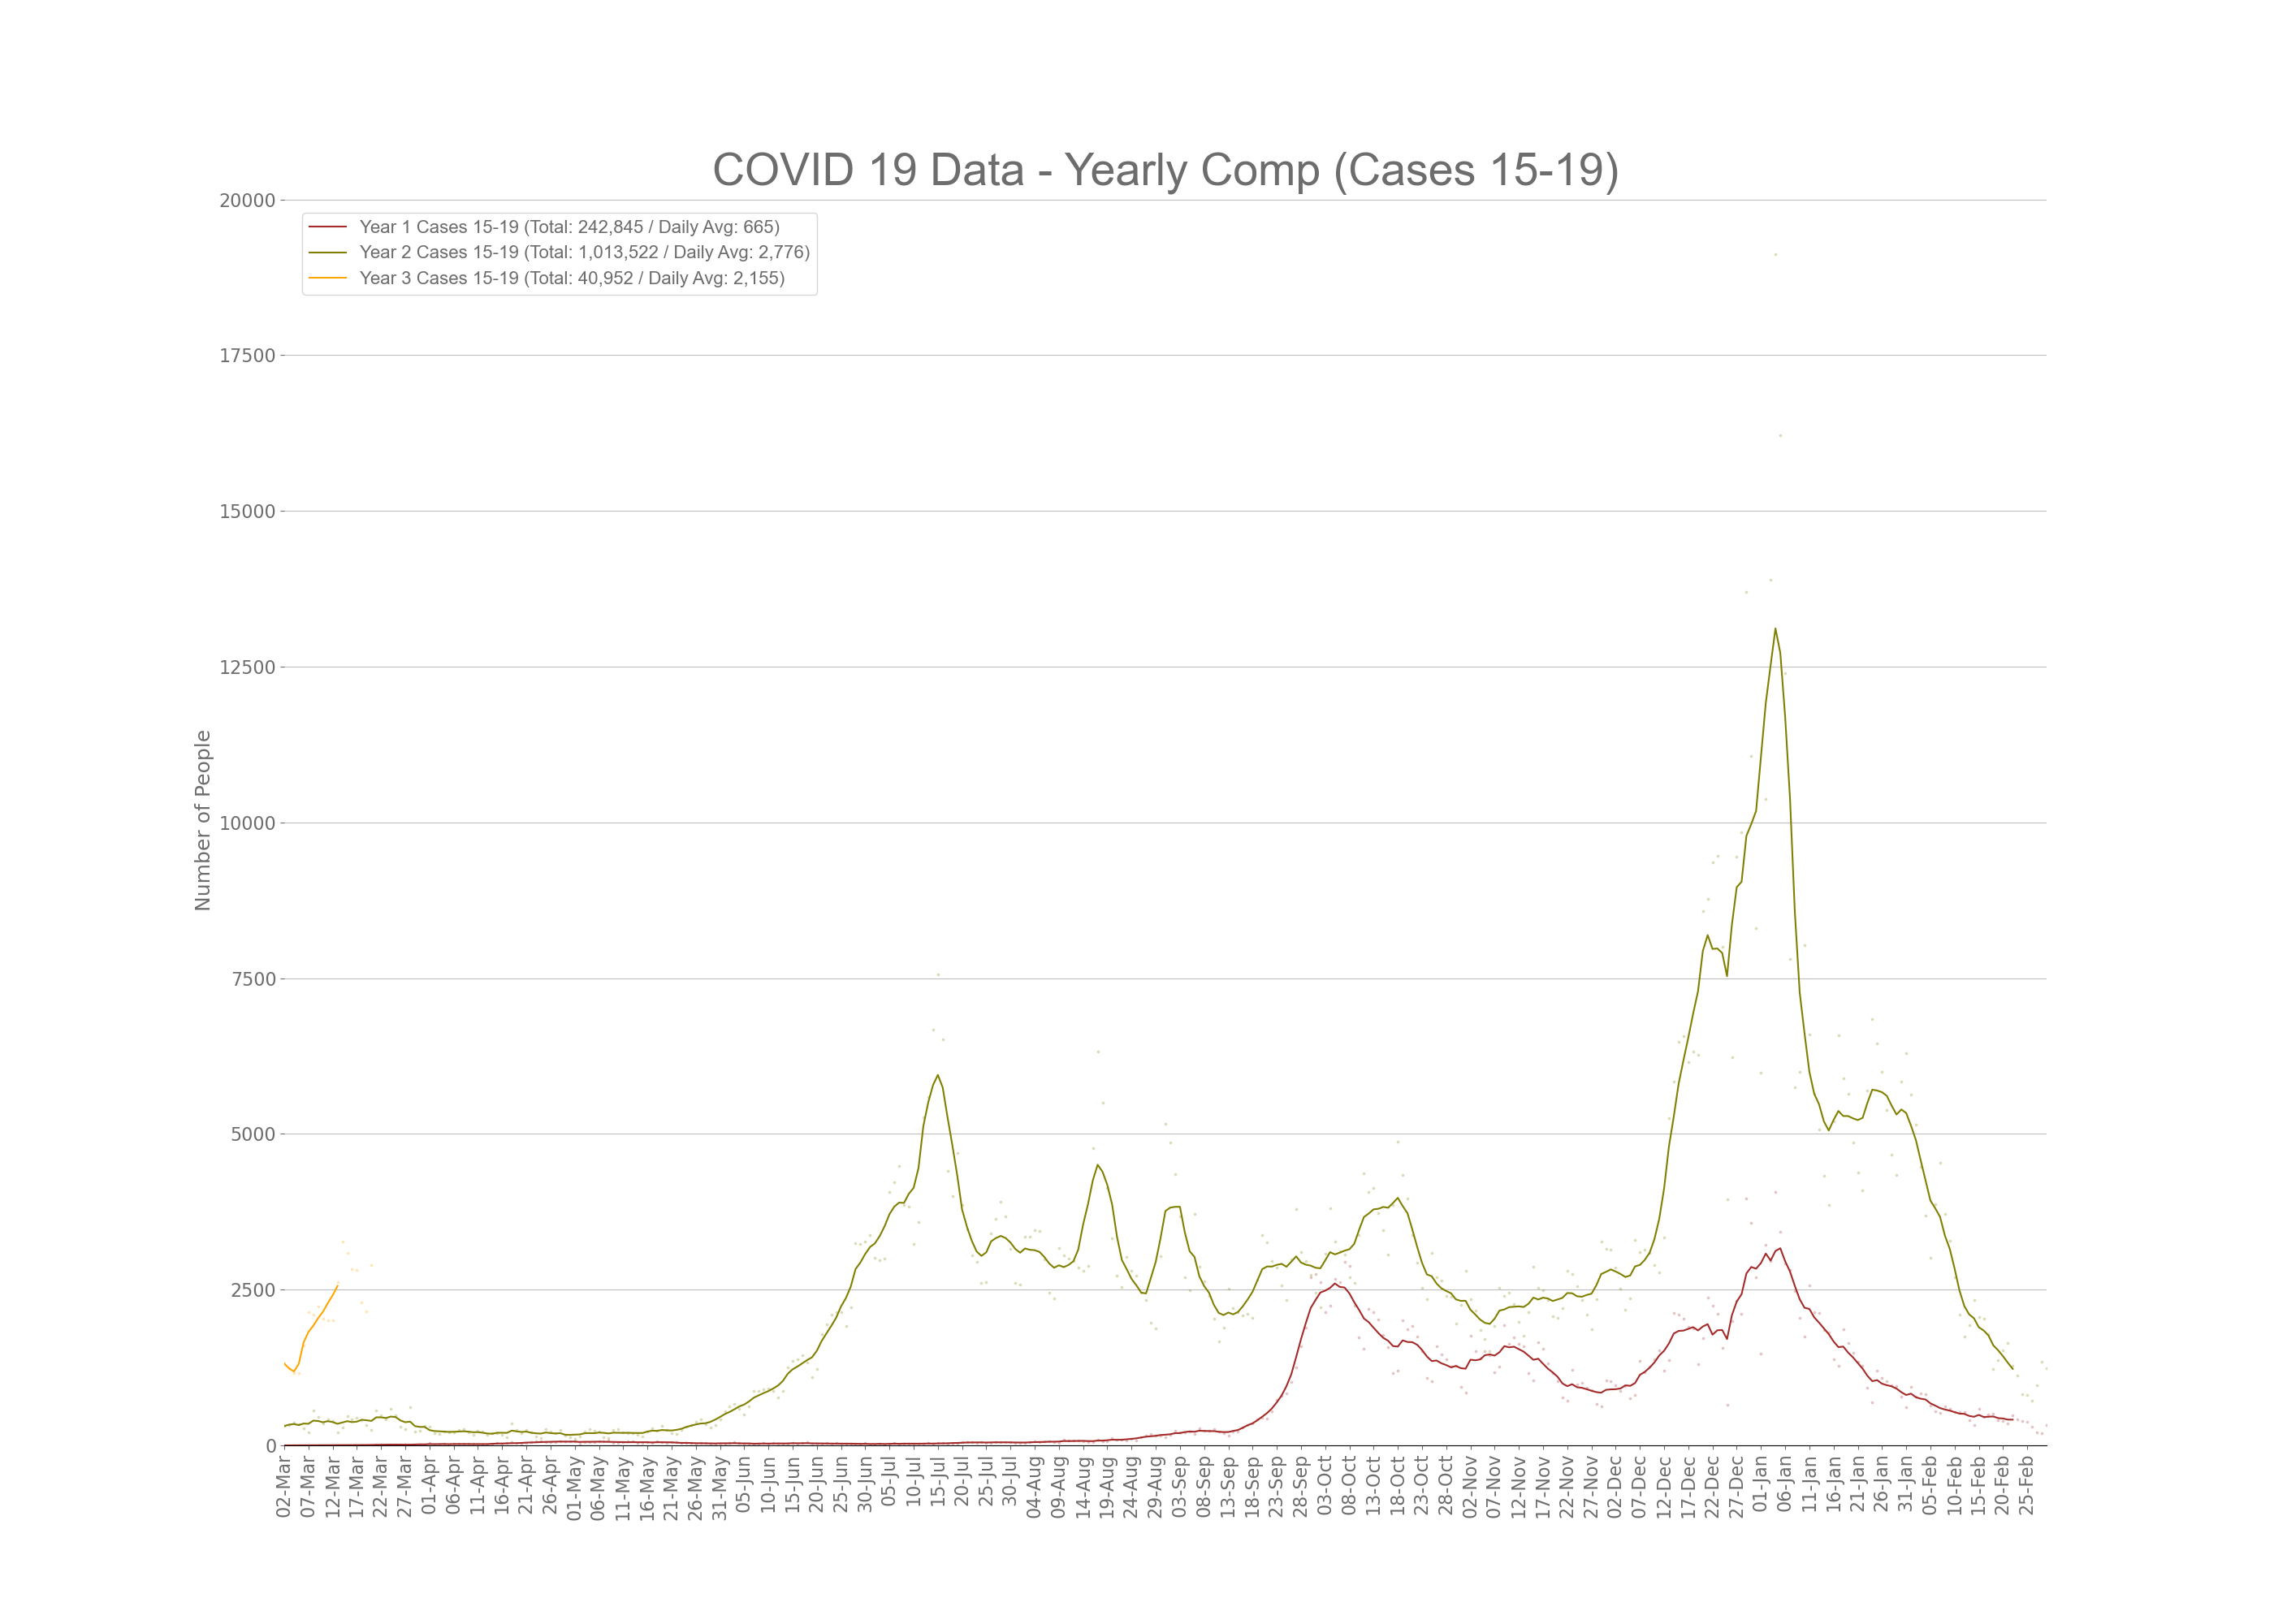 COVID 19 Data - Yearly Comp (Cases 15-19)
20000
17500
15000
12500
10000
7500
5000
2500
0
Number of People
Year 1 Cases 15-19 (Total: 242,845 / Daily Avg: 665)
Year 2 Cases 15-19 (Total: 1,013,522 / Daily Avg: 2,776)
Year 3 Cases 15-19 (Total: 40,952 / Daily Avg: 2,155)
02-Mar
07-Mar
12-Mar
17-Mar
22-Mar
27-Mar
01-Apr
06-Apr
11-Apr
16-Apr
21-Apr
26-Apr
01-May
06-May
11-May
16-May
21-May
26-May
31-May
05-Jun
10-Jun
15-Jun
20-Jun
25-Jun
30-Jun
05-Jul
10-Jul
15-Jul
20-Jul
25-Jul
30-Jul
04-Aug
09-Aug
14-Aug
19-Aug
24-Aug
29-Aug
03-Sep
08-Sep
13-Sep
18-Sep
23-Sep
28-Sep
03-Oct
08-Oct
13-Oct
18-Oct
23-Oct
28-Oct
02-Nov
07-Nov
12-Nov
17-Nov
22-Nov
27-Nov
02-Dec
07-Dec
12-Dec
17-Dec
22-Dec
27-Dec
01-Jan
06-Jan
11-Jan
16-Jan
21-Jan
26-Jan
31-Jan
05-Feb
10-Feb
15-Feb
20-Feb
25-Feb